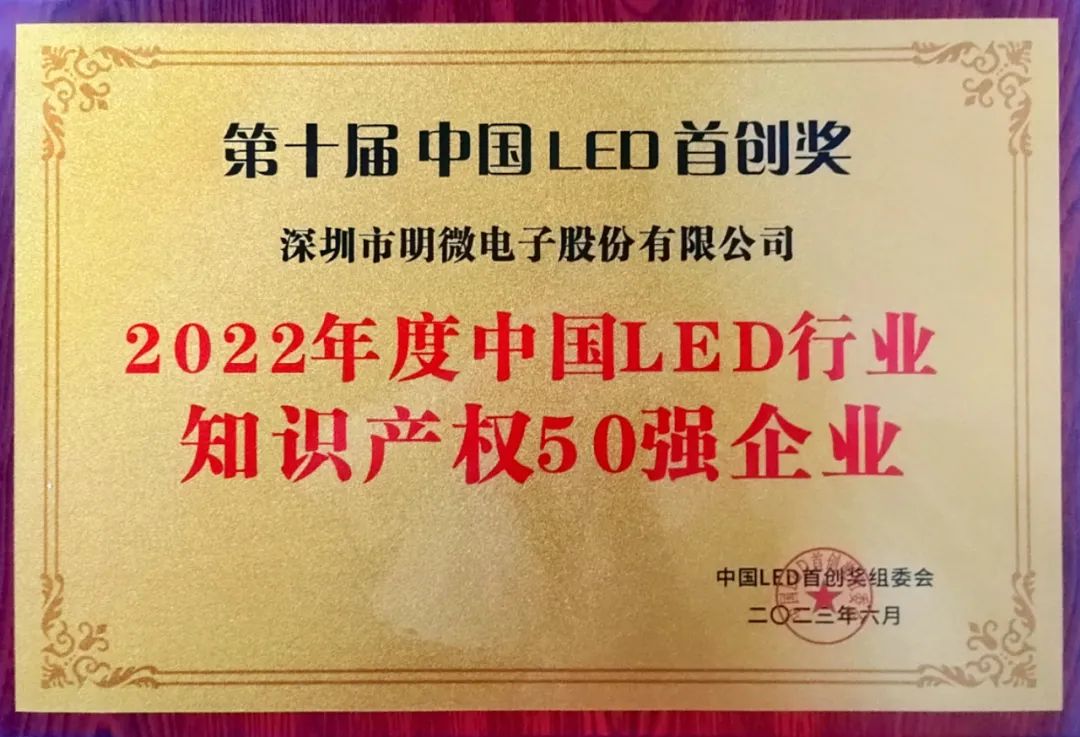 第十届 中国LED首创奖
深圳市明微电子股份有限公司
2022年度中国LED行业
知识产权50强企业
中国LED首创奖组委会
二〇二三年六月